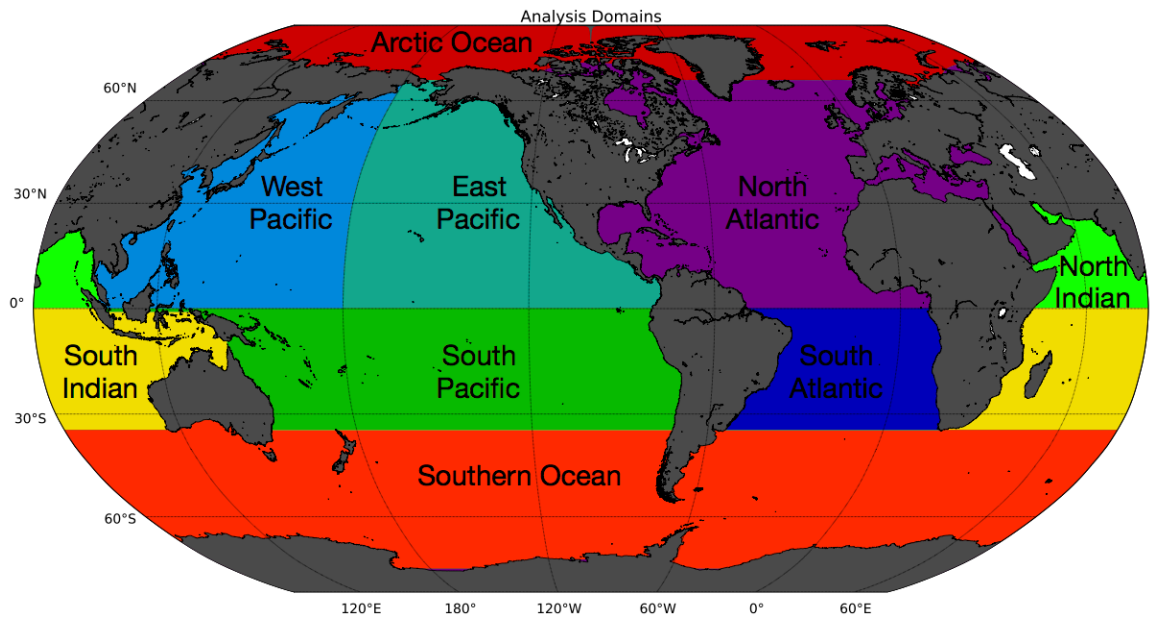 Analysis Domains
Arctic Ocean
60°N
West
Pacific
East
Pacific
North
Atlantic
30°N
North
Indian
0°
South
Indian
South
Pacific
South
Atlantic
30°S
Southern Ocean
60°S
120°E 180° 120°W 60°W 0° 60°E